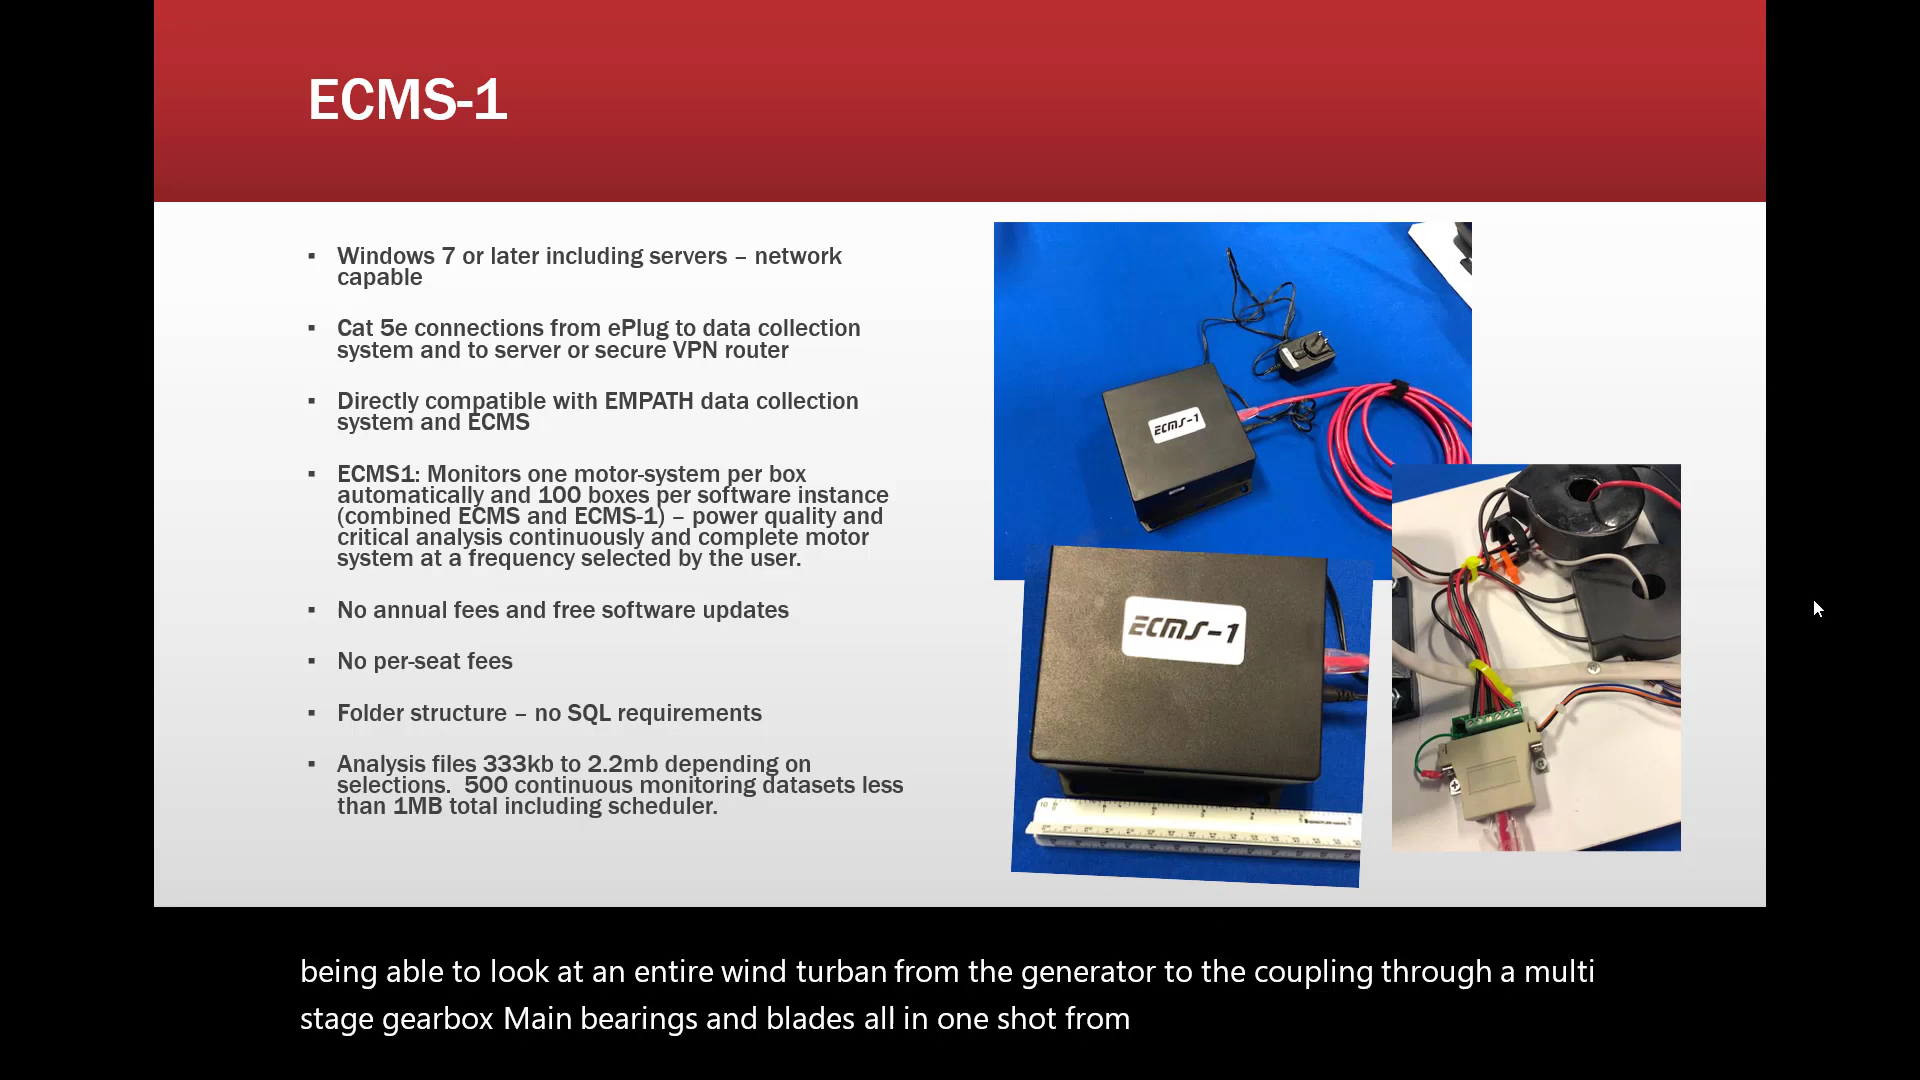 ECMS-1
▪ Windows 7 or later including servers – network
capable
▪ Cat 5e connections from ePlug to data collection
system and to server or secure VPN router
▪ Directly compatible with EMPATH data collection
system and ECMS
▪ ECMS1: Monitors one motor-system per box
automatically and 100 boxes per software instance
(combined ECMS and ECMS-1) – power quality and
critical analysis continuously and complete motor
system at a frequency selected by the user.
▪ No annual fees and free software updates
▪ No per-seat fees
▪ Folder structure – no SQL requirements
▪ Analysis files 333kb to 2.2mb depending on
selections.  500 continuous monitoring datasets less
than 1MB total including scheduler.
ECMS-1
ECMS-1
being able to look at an entire wind turban from the generator to the coupling through a multi
stage gearbox Main bearings and blades all in one shot from